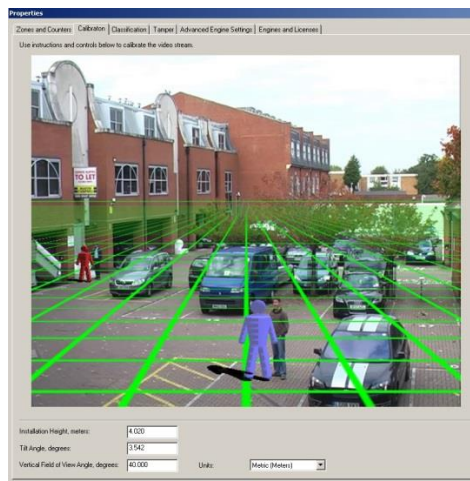 Properties
Zones and Counters Calibraton Classification Tamper Advanced Engine Settings Engines and Licenses
Use instructions and controls below to calibrate the video stream.
TO LET
Installation Height, meters: 4.020
Tilt Angle, degrees: 3.542
Vertical Field of View Angle, degrees: 40.000 Units: Metric (Meters)